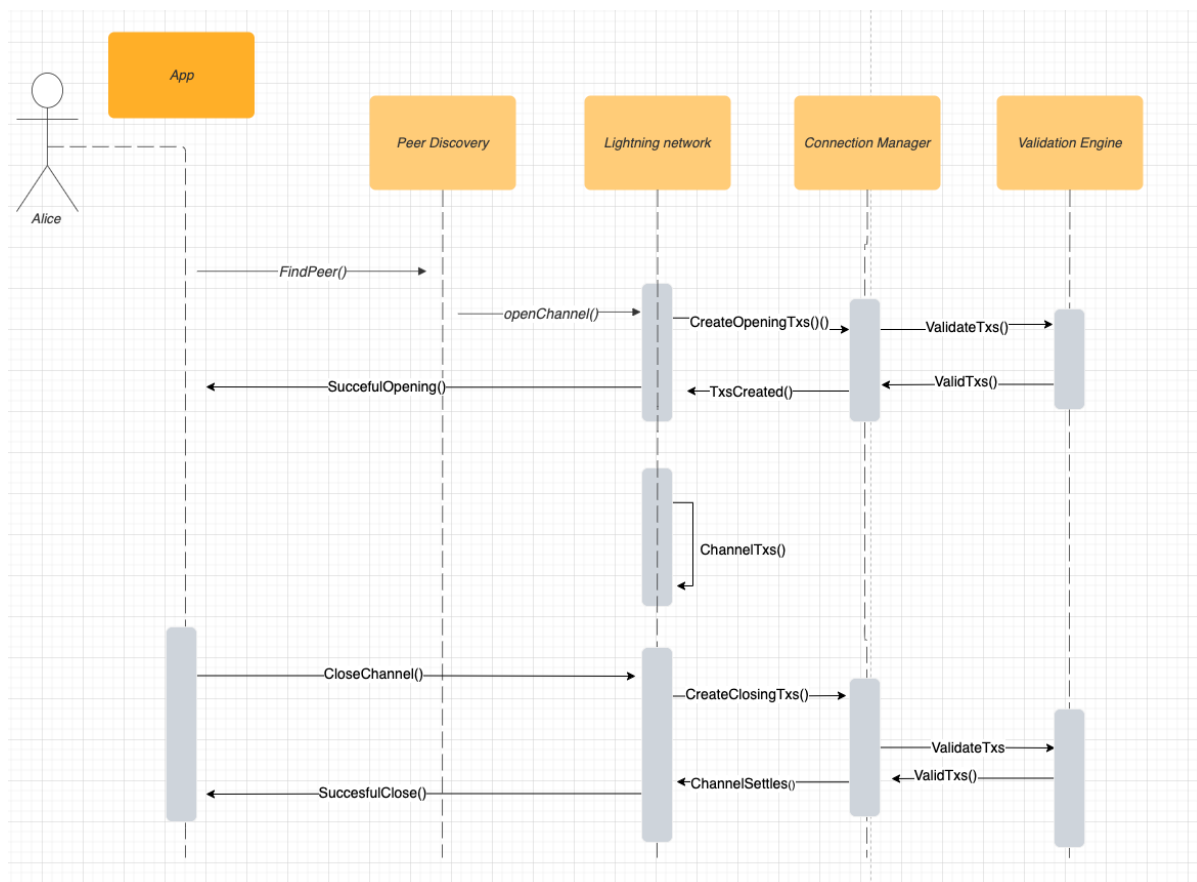 App
Peer Discovery
Lightning network
Connection Manager
Validation Engine
Alice
FindPeer()
openChannel()
CreateOpeningTxs()()
ValidateTxs()
SuccefulOpening()
TxsCreated()
ValidTxs()
ChannelTxs()
CloseChannel()
CreateClosingTxs()
ValidateTxs
ValidTxs()
ChannelSettles()
SuccesfulClose()